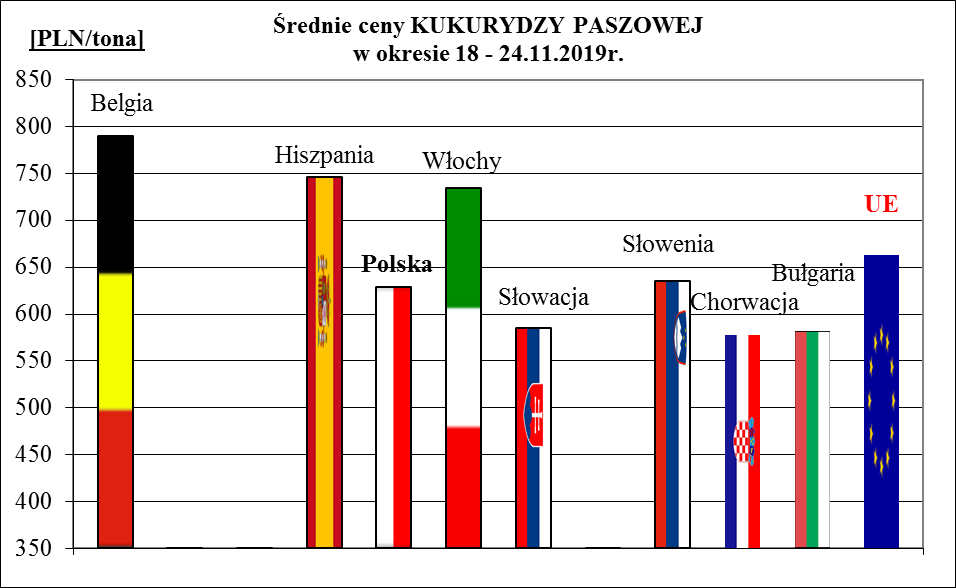 Średnie ceny KUKURYDZY PASZOWEJ
w okresie 18 - 24.11.2019r.
[PLN/tona]
850
800
750
700
650
600
550
500
450
400
350
Belgia
Hiszpania
Polska
Włochy
Słowacja
Słowenia
Chorwacja
Bułgaria
UE